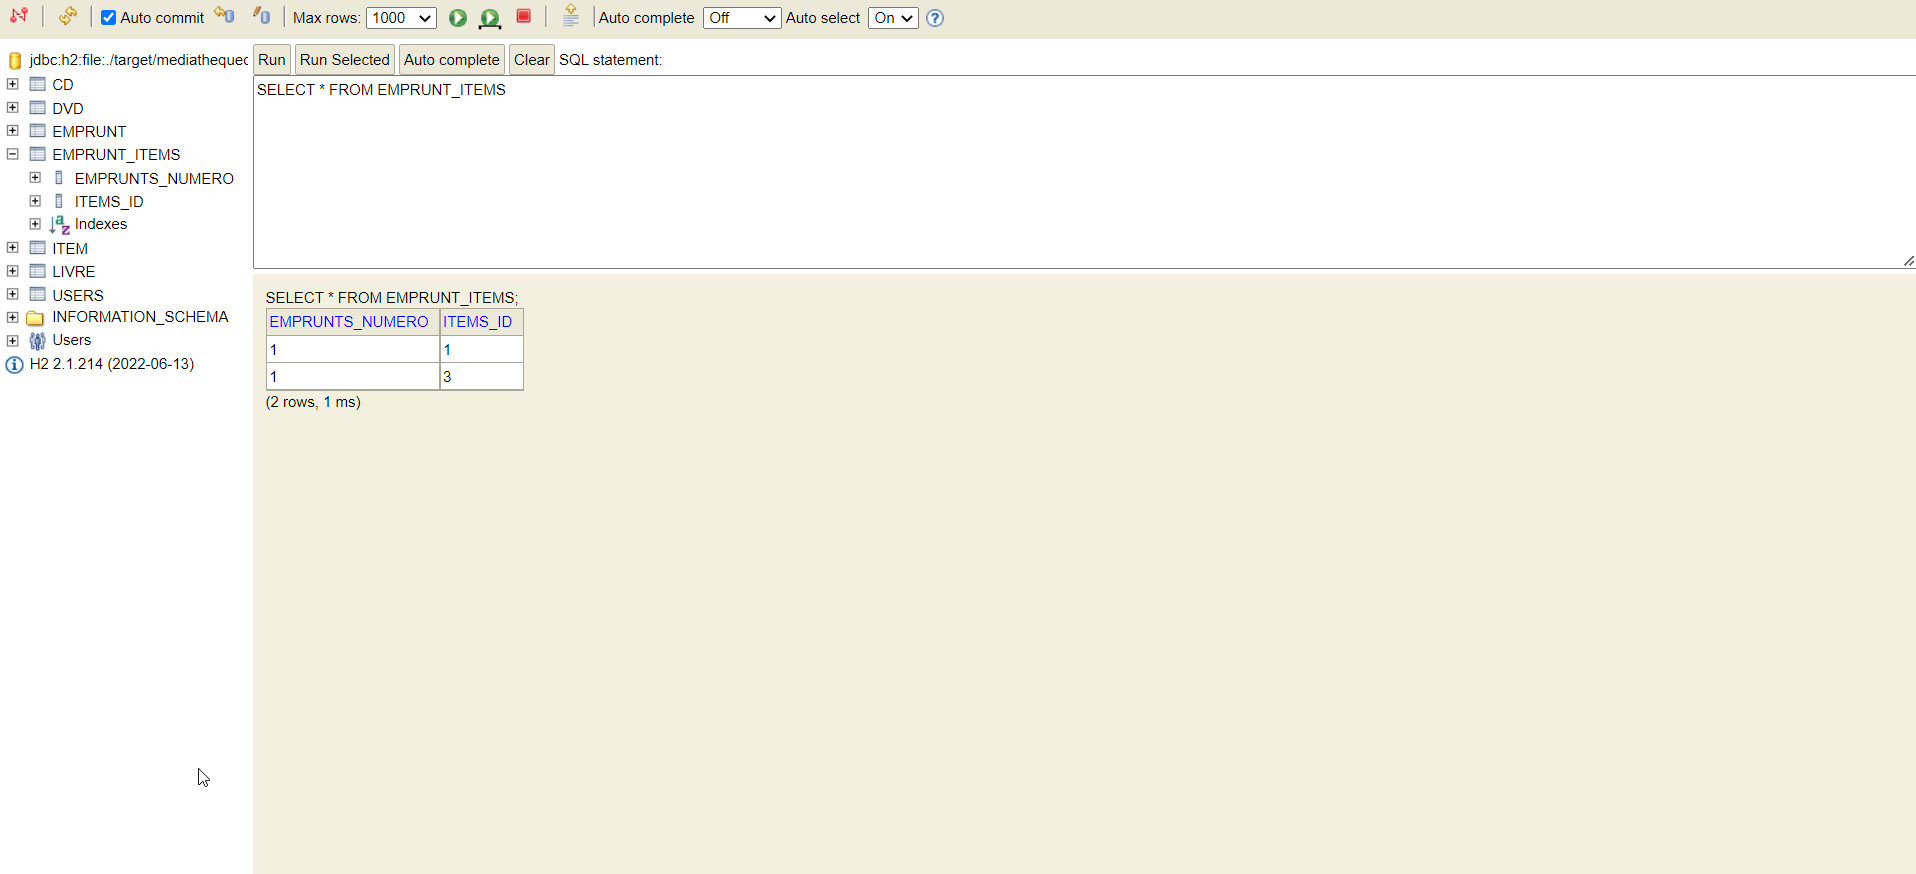 Auto commit Max rows: 1000 Auto complete Off Auto select On ?
jdbc:h2:file:./target/mediathequec
CD
DVD
EMPRUNT
EMPRUNT_ITEMS
EMPRUNTS_NUMERO
ITEMS_ID
Indexes
ITEM
LIVRE
USERS
INFORMATION_SCHEMA
Users
H2 2.1.214 (2022-06-13)
Run Run Selected Auto complete Clear SQL statement:
SELECT * FROM EMPRUNT_ITEMS
SELECT * FROM EMPRUNT_ITEMS;
EMPRUNTS_NUMERO ITEMS_ID
1 1
1 3
(2 rows, 1 ms)